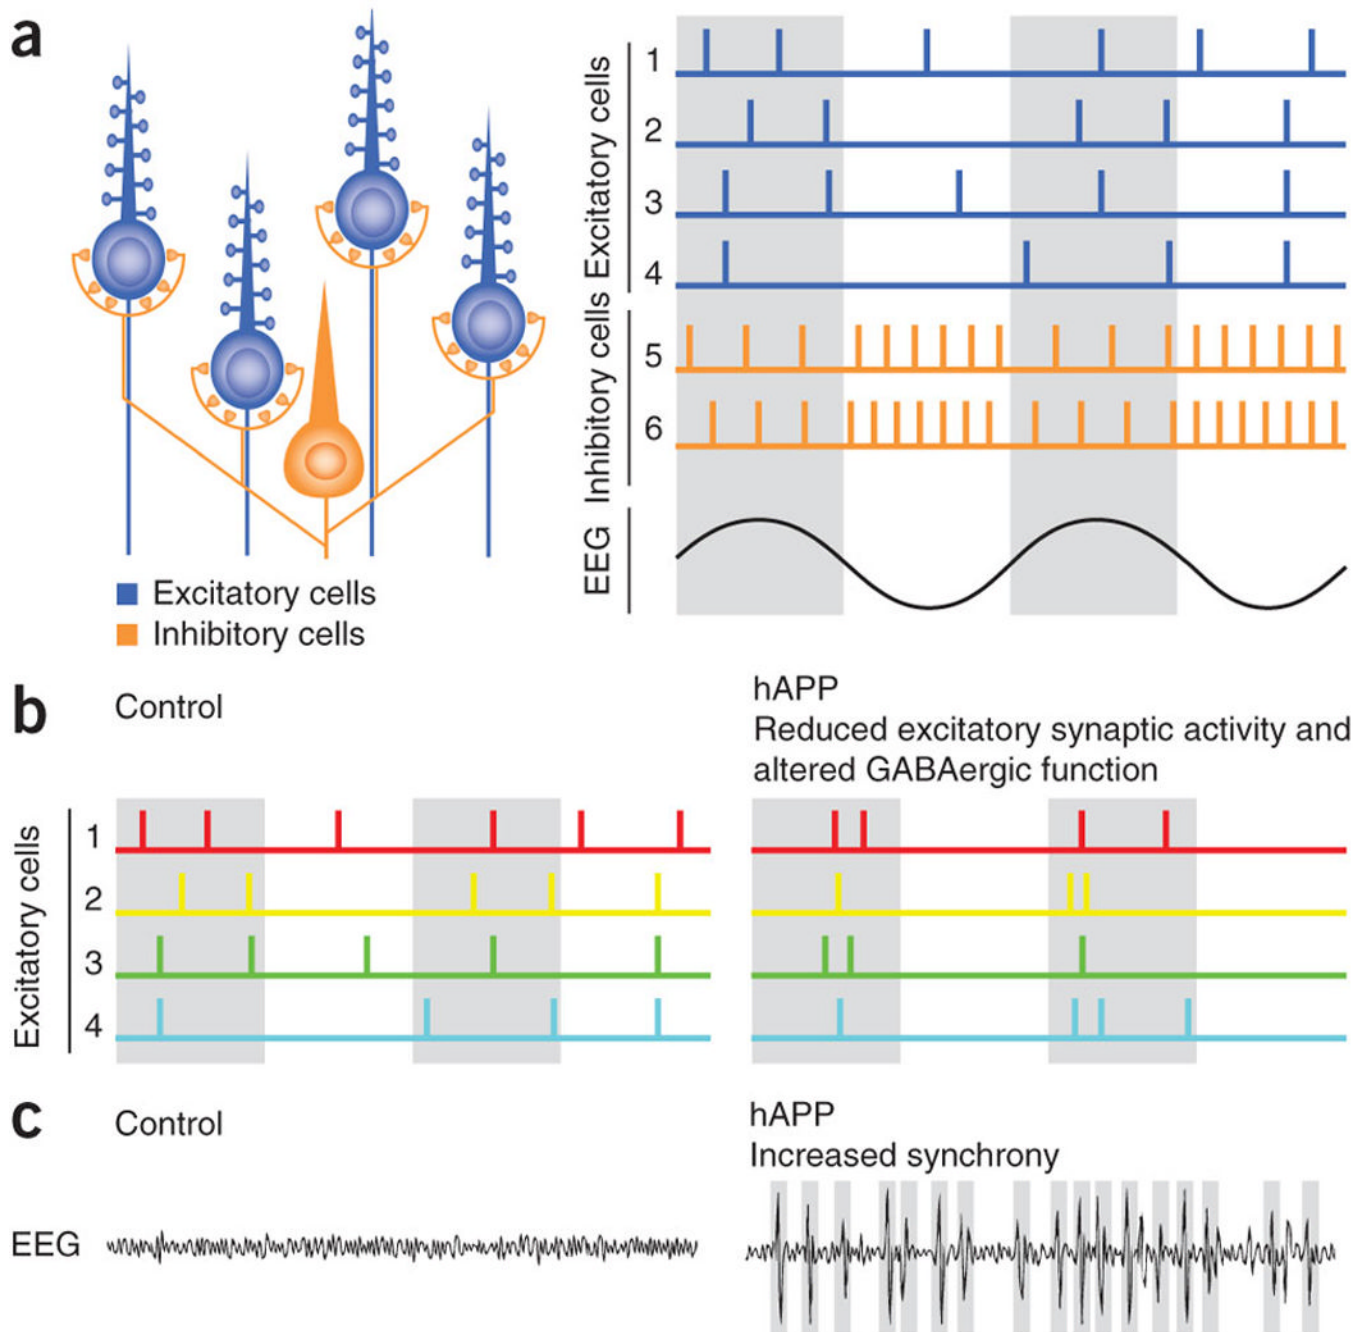 a
Excitatory cells
1
2
3
4
Inhibitory cells
5
6
EEG
Excitatory cells
Inhibitory cells
b
Control
hAPP
Reduced excitatory synaptic activity and
altered GABAergic function
Excitatory cells
1
2
3
4
c
Control
hAPP
Increased synchrony
EEG